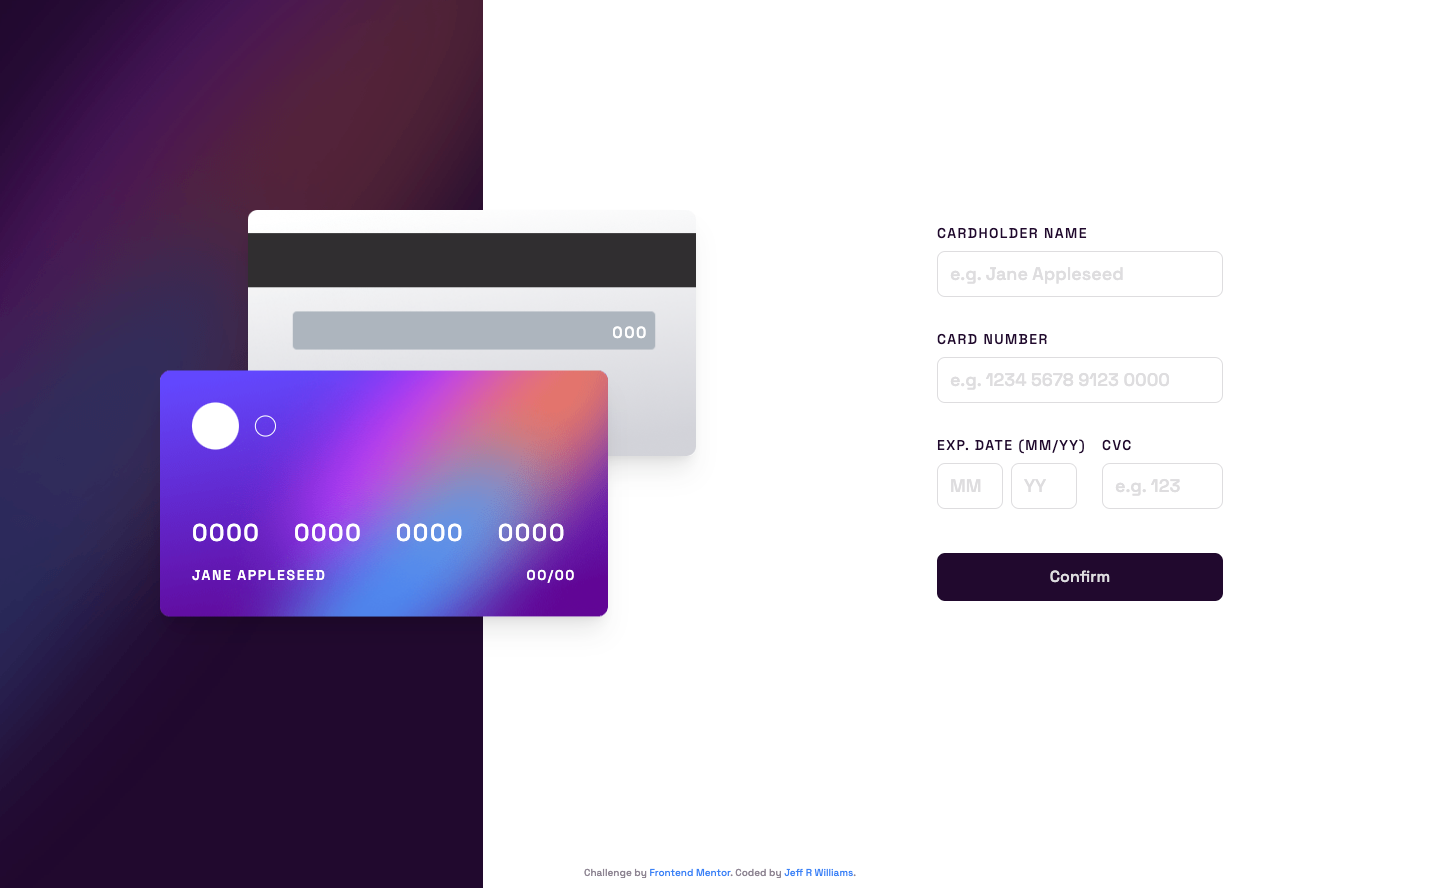 000
0000 0000 0000 0000
JANE APPLESEED 00/00
CARDHOLDER NAME
e.g. Jane Appleseed
CARD NUMBER
e.g. 1234 5678 9123 0000
EXP. DATE (MM/YY) CVC
MM YY e.g. 123
Confirm
Challenge by Frontend Mentor. Coded by Jeff R Williams.